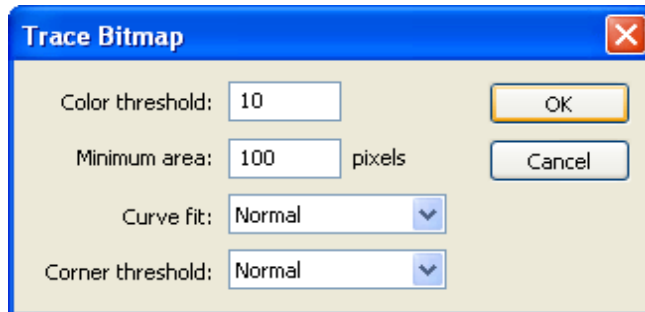 Trace Bitmap
Color threshold: 10 OK
Minimum area: 100 pixels Cancel
Curve fit: Normal
Corner threshold: Normal